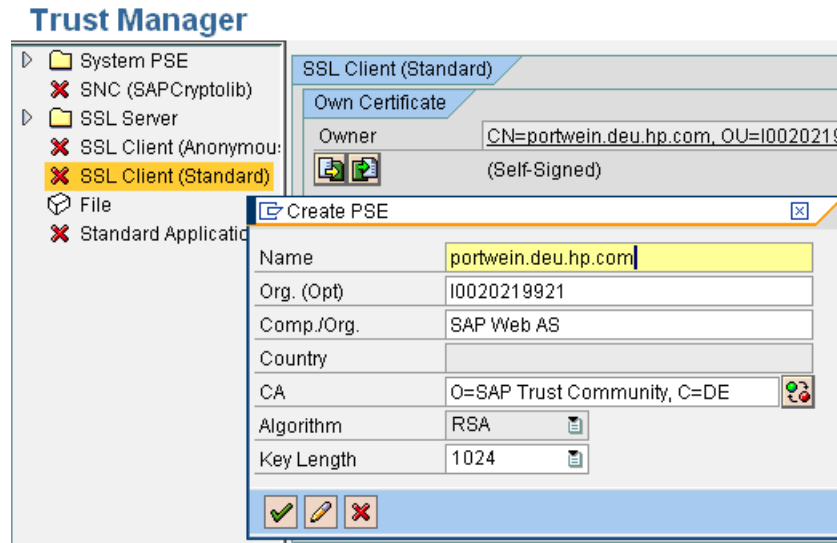 Trust Manager
System PSE
SNC (SAPCryptolib)
SSL Server
SSL Client (Anonymou
SSL Client (Standard)
File
Standard Applicatio
SSL Client (Standard)
Own Certificate
Owner CN=portwein.deu.hp.com, OU=I0020219
(Self-Signed)
Create PSE
Name portwein.deu.hp.com
Org. (Opt) I0020219921
Comp./Org. SAP Web AS
Country
CA O=SAP Trust Community, C=DE
Algorithm RSA
Key Length 1024